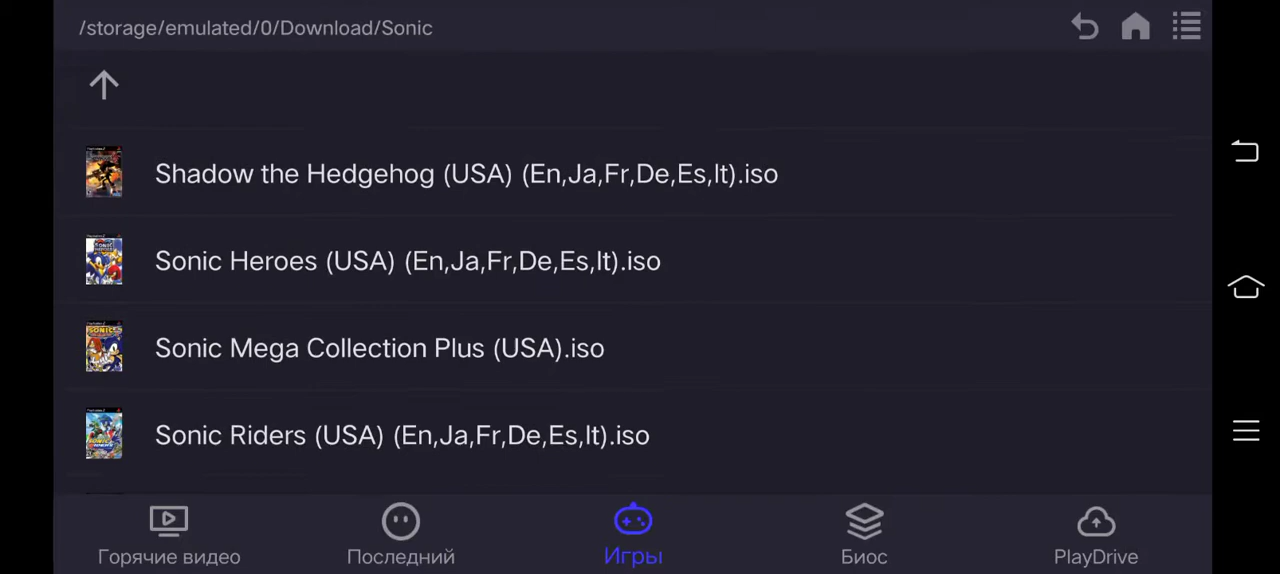 /storage/emulated/0/Download/Sonic
Shadow the Hedgehog (USA) (En,Ja,Fr,De,Es,It).iso
Sonic Heroes (USA) (En,Ja,Fr,De,Es,It).iso
Sonic Mega Collection Plus (USA).iso
Sonic Riders (USA) (En,Ja,Fr,De,Es,It).iso
Горячие видео Последний Игры Биос PlayDrive